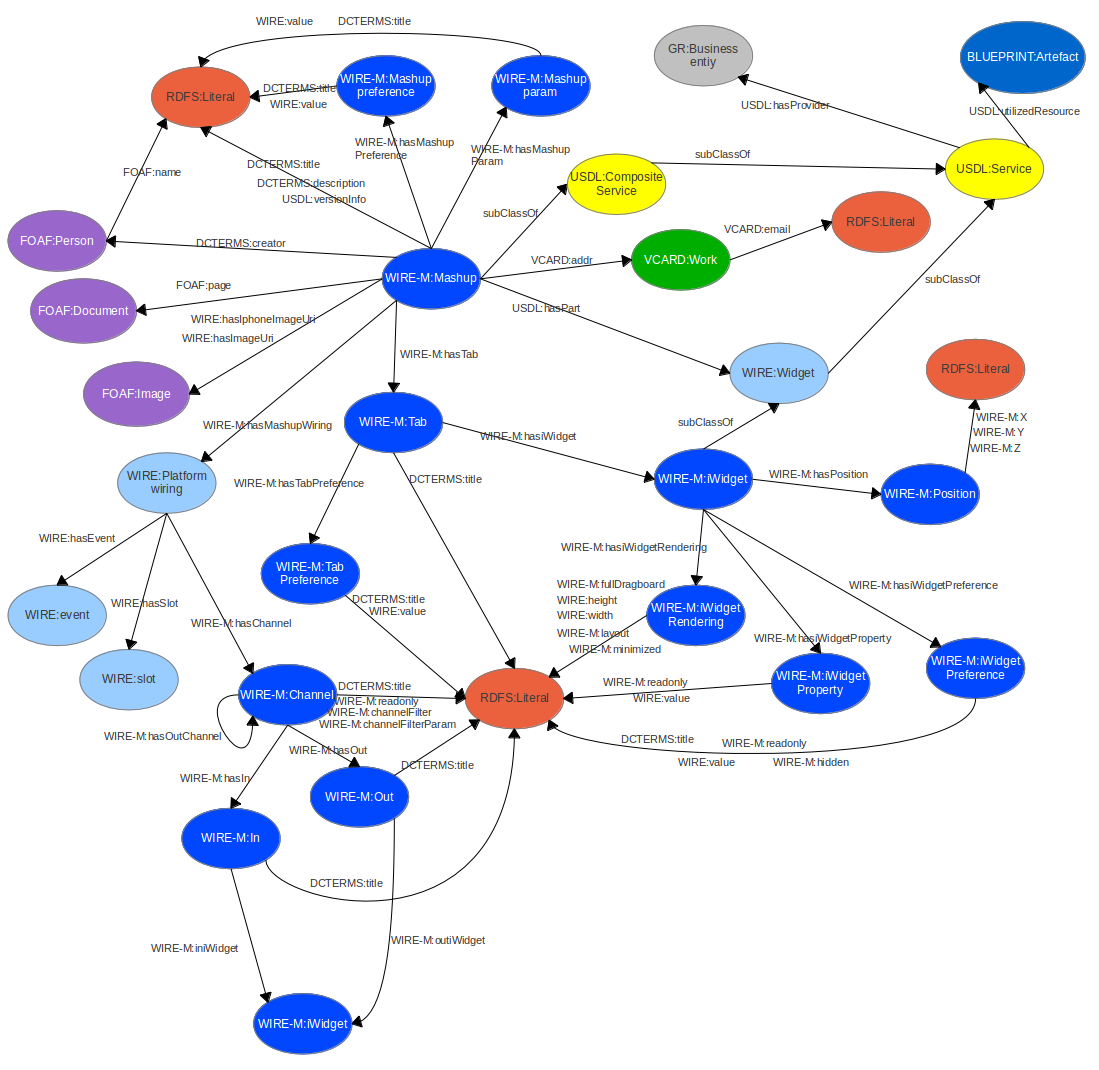 WIRE:value
DCTERMS:title
GR:Business
entiy
BLUEPRINT:Artefact
RDFS:Literal
DCTERMS:title
WIRE:value
WIRE-M:Mashup
preference
WIRE-M:Mashup
param
USDL:hasProvider
USDL:utilizedResource
FOAF:name
DCTERMS:title
DCTERMS:description
USDL:versionInfo
WIRE-M:hasMashup
Preference
WIRE-M:hasMashup
Param
subClassOf
USDL:Composite
Service
USDL:Service
subClassOf
FOAF:Person
DCTERMS:creator
WIRE-M:Mashup
VCARD:addr
VCARD:Work
VCARD:email
RDFS:Literal
FOAF:page
FOAF:Document
WIRE:hasIphoneImageUri
WIRE:hasImageUri
USDL:hasPart
subClassOf
FOAF:Image
WIRE-M:hasTab
WIRE:Widget
RDFS:Literal
WIRE-M:hasMashupWiring
WIRE-M:Tab
WIRE-M:hasiWidget
subClassOf
WIRE-M:X
WIRE-M:Y
WIRE-M:Z
WIRE:Platform
wiring
WIRE-M:hasTabPreference
DCTERMS:title
WIRE-M:iWidget
WIRE-M:hasPosition
WIRE-M:Position
WIRE:hasEvent
WIRE-M:hasiWidgetRendering
WIRE-M:Tab
Preference
WIRE-M:fullDragboard
WIRE:height
WIRE:width
WIRE-M:layout
WIRE-M:minimized
WIRE-M:iWidget
Rendering
WIRE-M:hasiWidgetPreference
WIRE:event
WIRE:hasSlot
WIRE-M:hasChannel
DCTERMS:title
WIRE:value
WIRE-M:hasiWidgetProperty
WIRE:slot
WIRE-M:Channel
DCTERMS:title
WIRE-M:readonly
WIRE-M:channelFilter
WIRE-M:channelFilterParam
RDFS:Literal
WIRE-M:readonly
WIRE:value
WIRE-M:iWidget
Property
WIRE-M:iWidget
Preference
WIRE-M:hasOutChannel
WIRE-M:hasOut
DCTERMS:title
DCTERMS:title
WIRE-M:readonly
WIRE:value
WIRE-M:hidden
WIRE-M:hasIn
WIRE-M:Out
WIRE-M:In
DCTERMS:title
WIRE-M:iniWidget
WIRE-M:outiWidget
WIRE-M:iWidget